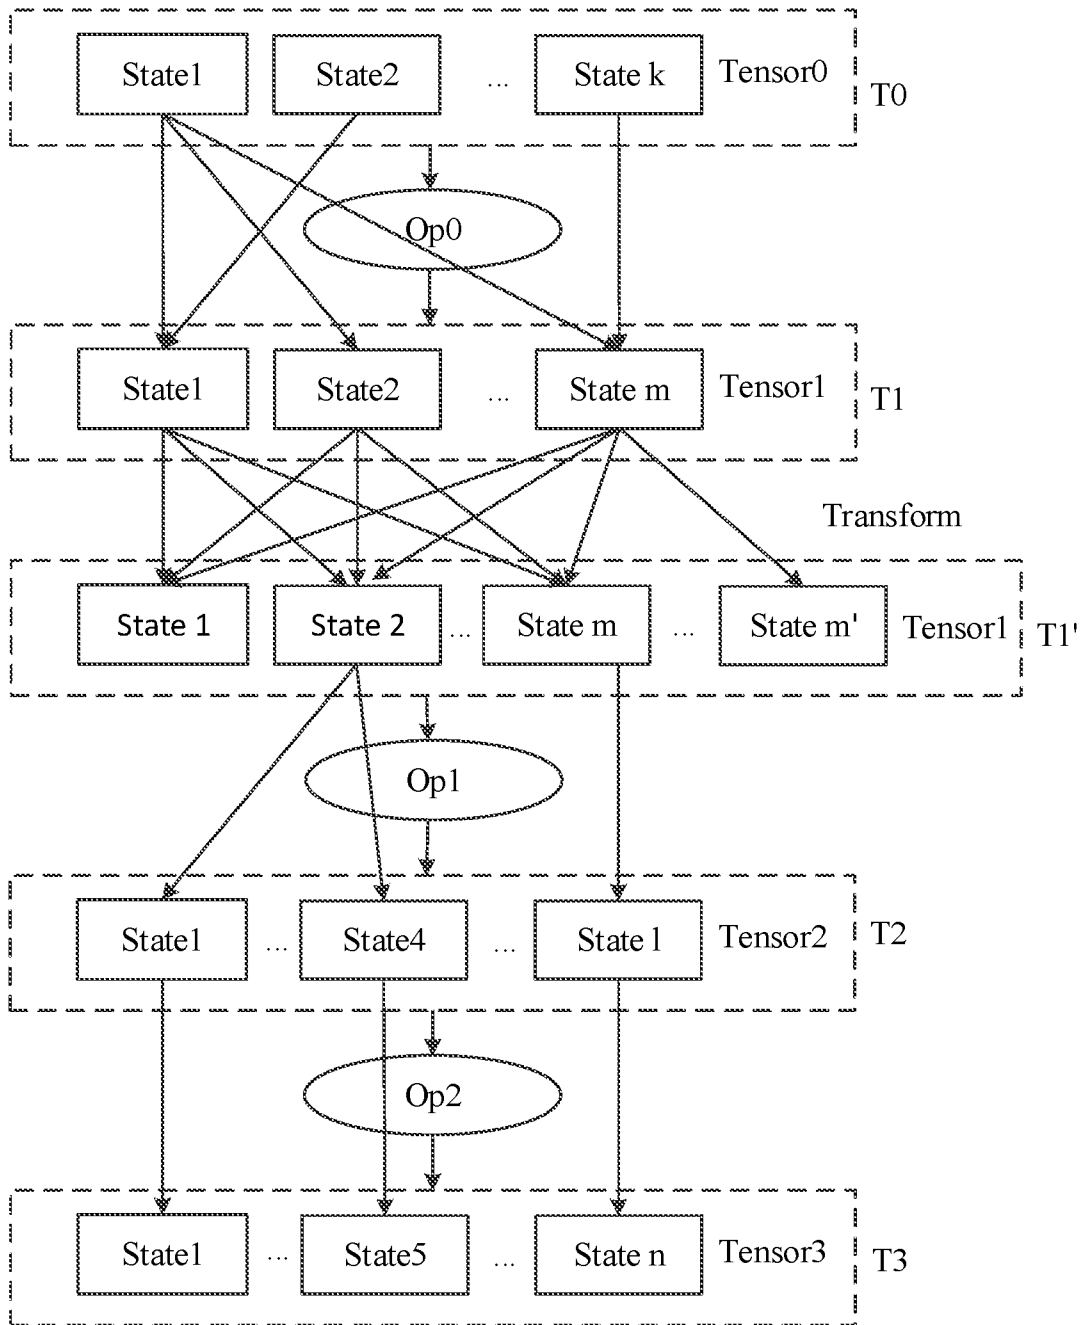 State1 State2 ... State k Tensor0 T0
Op0
State1 State2 ... State m Tensor1 T1
Transform
State 1 State 2 ... State m ... State m' Tensor1 T1'
Op1
State1 ... State4 ... State l Tensor2 T2
Op2
State1 ... State5 ... State n Tensor3 T3